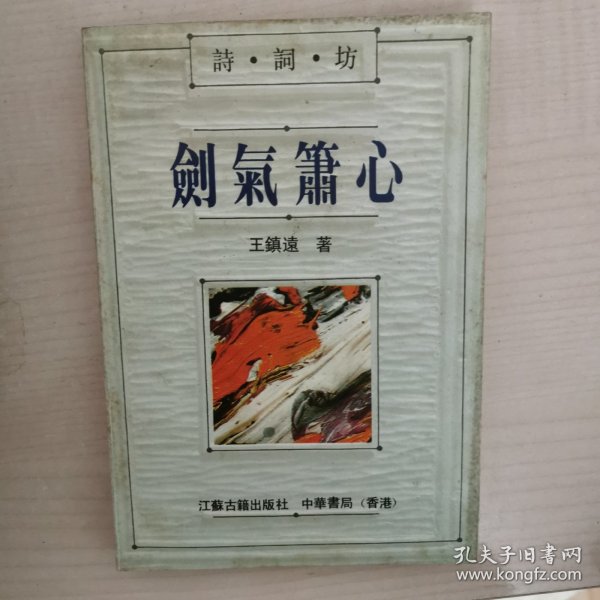 詩·詞·坊
劍氣簫心
王鎮遠 著
江蘇古籍出版社 中華書局（香港）
孔夫子旧书网
www.kongfz.com